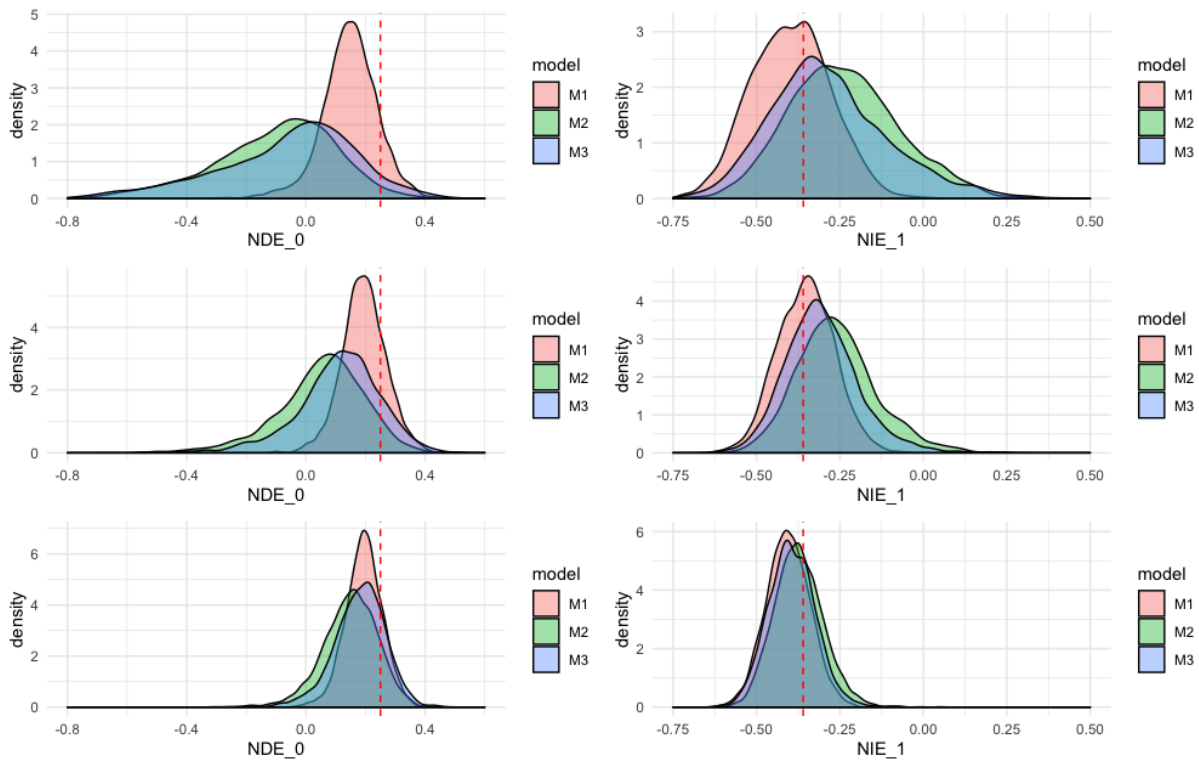 5
4
3
2
1
0
density
-0.8
-0.4
0.0
0.4
NDE_0
model
M1
M2
M3
3
2
1
0
density
-0.75
-0.50
-0.25
0.00
0.25
0.50
NIE_1
model
M1
M2
M3
4
2
0
density
-0.8
-0.4
0.0
0.4
NDE_0
model
M1
M2
M3
4
3
2
1
0
density
-0.75
-0.50
-0.25
0.00
0.25
0.50
NIE_1
model
M1
M2
M3
6
4
2
0
density
-0.8
-0.4
0.0
0.4
NDE_0
model
M1
M2
M3
6
4
2
0
density
-0.75
-0.50
-0.25
0.00
0.25
0.50
NIE_1
model
M1
M2
M3